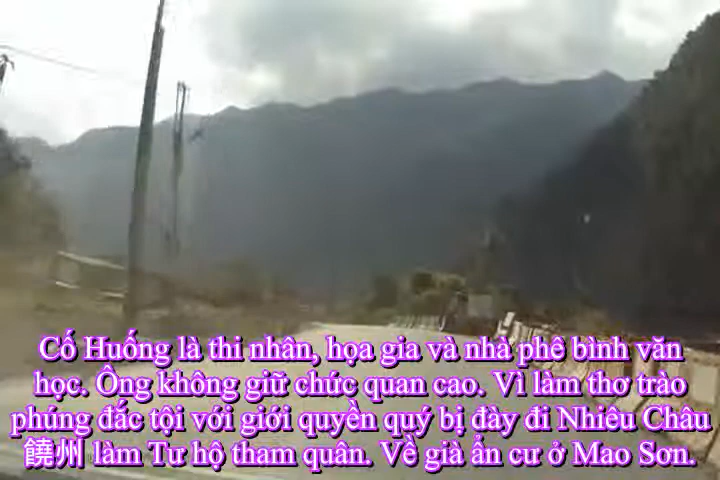 Cố Huống là thi nhân, họa gia và nhà phê bình văn
học. Ông không giữ chức quan cao. Vì làm thơ trào
phúng đắc tội với giới quyền quý bị đày đi Nhiêu Châu
饒州 làm Tư hộ tham quân. Về già ẩn cư ở Mao Sơn.